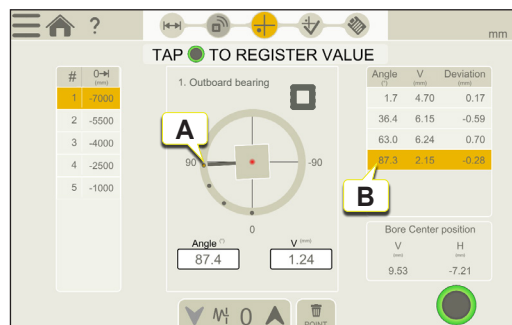 ?
mm
TAP TO REGISTER VALUE
# 0 (mm)
1 -7000
2 -5500
3 -4000
4 -2500
5 -1000
1. Outboard bearing
A
90
-90
0
Angle (°)
87.4
V (mm)
1.24
0
POINT
Angle (°) V (mm) Deviation (mm)
1.7 4.70 0.17
36.4 6.15 -0.59
63.0 6.24 0.70
87.3 2.15 -0.28
B
Bore Center position
V (mm) H (mm)
9.53 -7.21